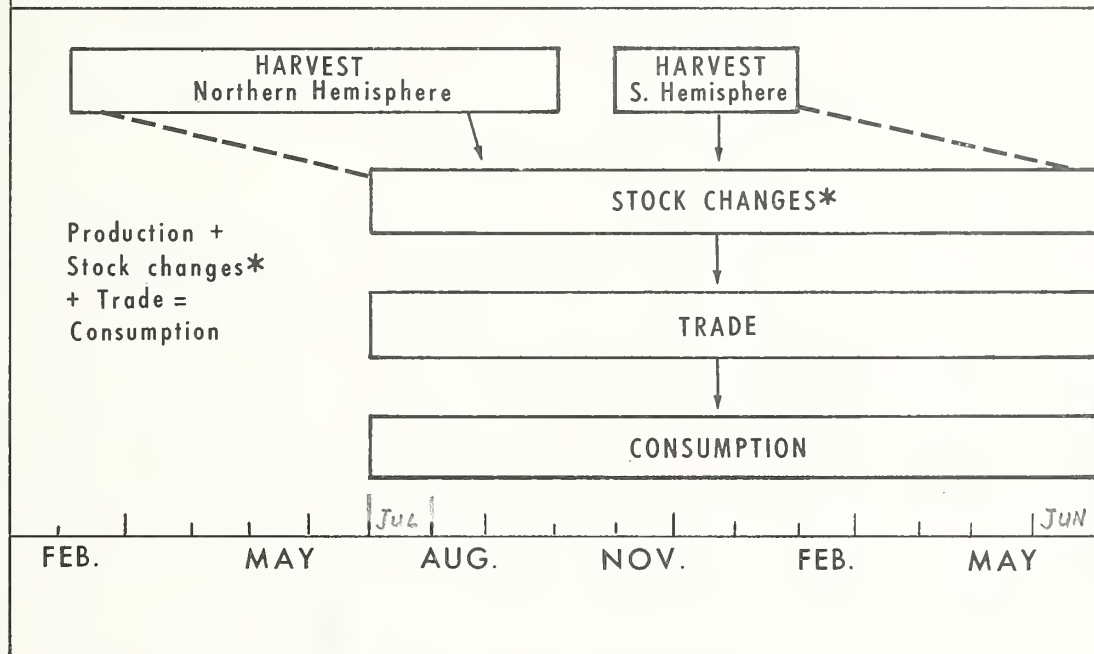 HARVEST
Northern Hemisphere
HARVEST
S. Hemisphere
STOCK CHANGES*
Production +
Stock changes*
+ Trade =
Consumption
TRADE
CONSUMPTION
JUL
JUN
FEB. MAY AUG. NOV. FEB. MAY